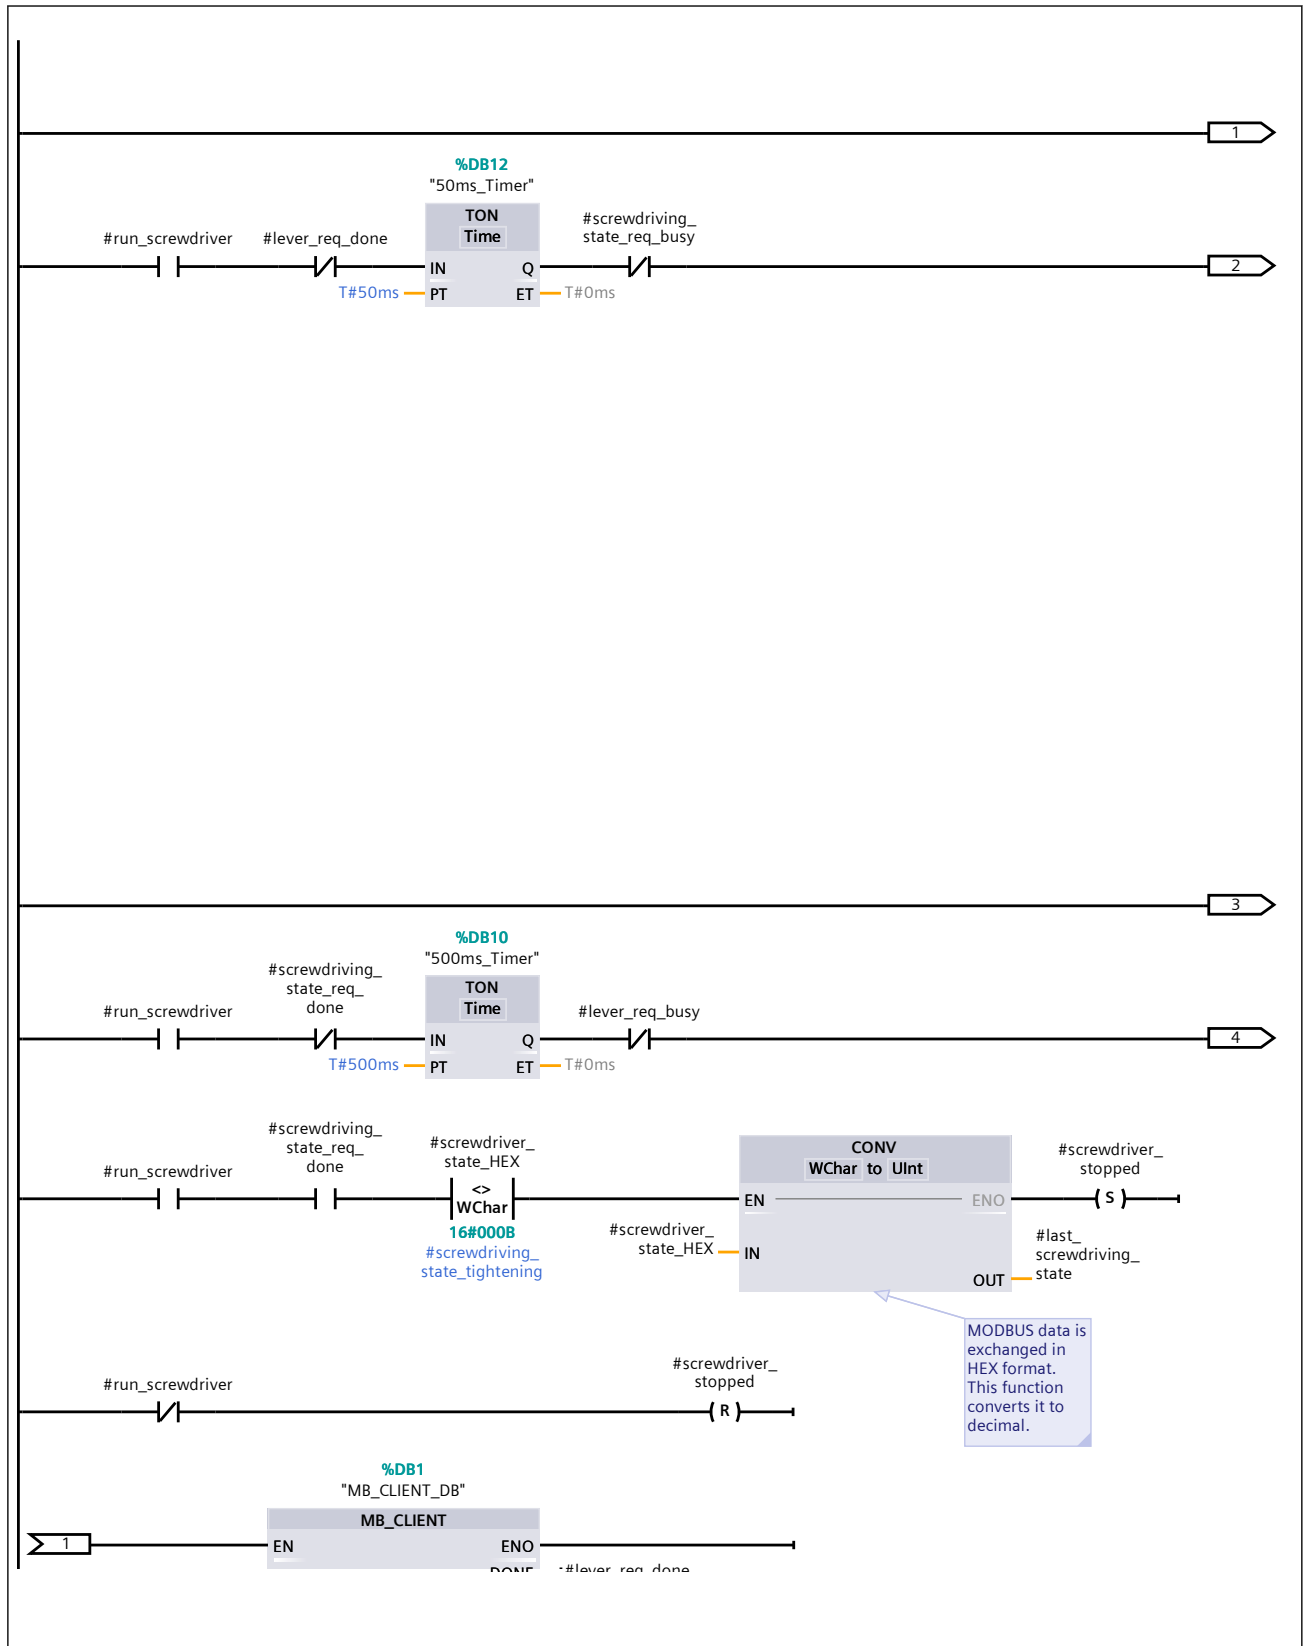 1
%DB12
"50ms_Timer"
TON
Time
#screwdriving_
state_req_busy
#run_screwdriver
#lever_req_done
IN
Q
2
T#50ms
PT
ET
T#0ms
3
%DB10
"500ms_Timer"
TON
Time
#screwdriving_
state_req_
done
#run_screwdriver
#lever_req_busy
IN
Q
4
T#500ms
PT
ET
T#0ms
#screwdriving_
state_req_
done
#run_screwdriver
#screwdriver_
state_HEX
<>
WChar
16#000B
#screwdriving_
state_tightening
CONV
WChar to UInt
EN
ENO
#screwdriver_
stopped
S
#screwdriver_
state_HEX
IN
OUT
#last_
screwdriving_
state
MODBUS data is
exchanged in
HEX format.
This function
converts it to
decimal.
#run_screwdriver
#screwdriver_
stopped
R
%DB1
"MB_CLIENT_DB"
MB_CLIENT
1
EN
ENO
DONE
#lever_req_done